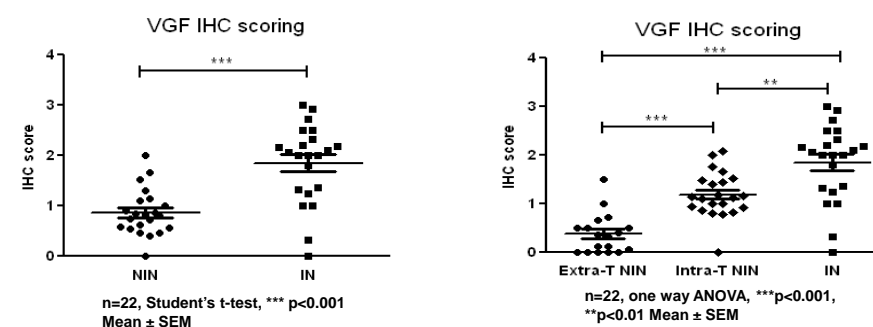 VGF IHC scoring
***
4
3
2
1
0
IHC score
NIN
IN
n=22, Student's t-test, *** p<0.001
Mean ± SEM
VGF IHC scoring
***
**
***
4
3
2
1
0
IHC score
Extra-T NIN
Intra-T NIN
IN
n=22, one way ANOVA, ***p<0.001,
**p<0.01 Mean ± SEM